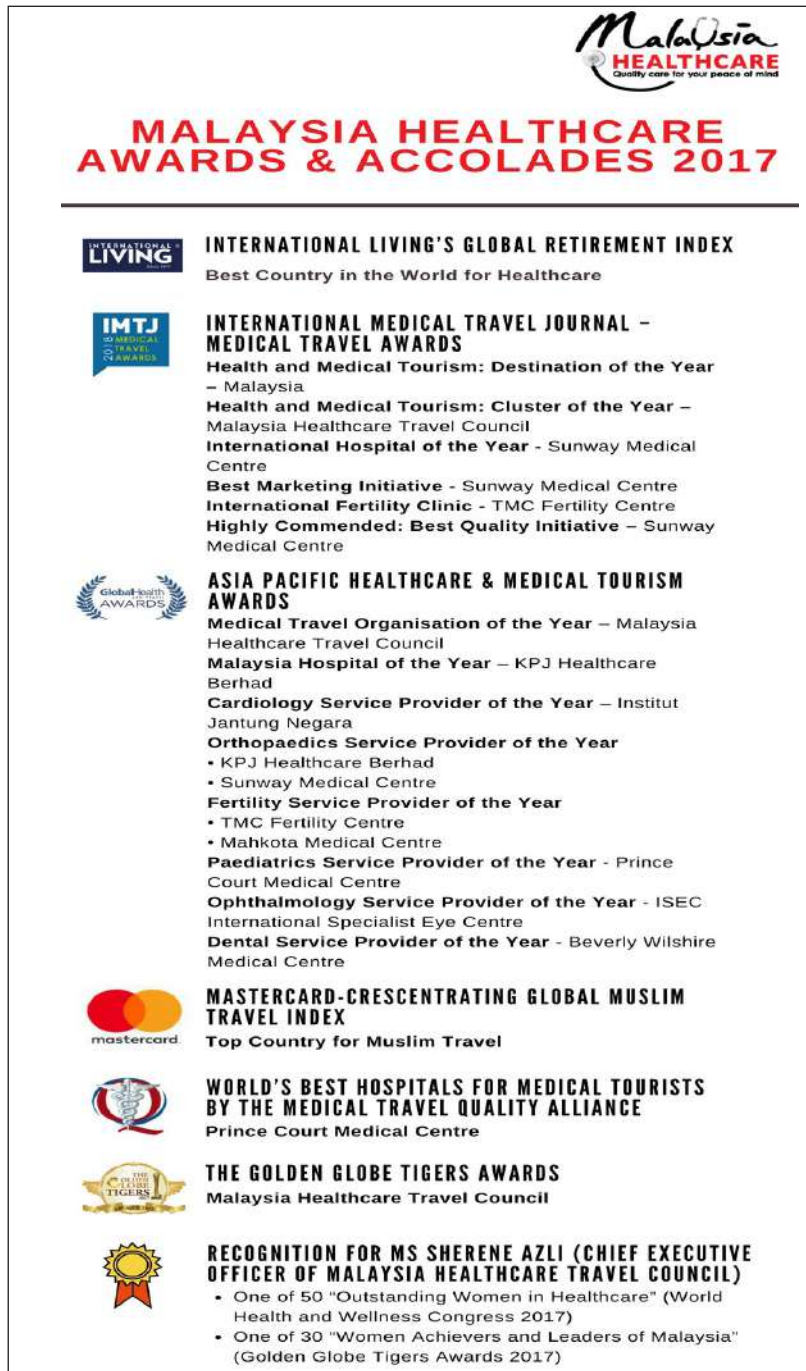 Malaysia
HEALTHCARE
Quality care for your peace of mind
MALAYSIA HEALTHCARE
AWARDS & ACCOLADES 2017
INTERNATIONAL
LIVING
INTERNATIONAL LIVING'S GLOBAL RETIREMENT INDEX
Best Country in the World for Healthcare
IMTJ
2018 MEDICAL
TRAVEL
AWARDS
INTERNATIONAL MEDICAL TRAVEL JOURNAL –
MEDICAL TRAVEL AWARDS
Health and Medical Tourism: Destination of the Year
– Malaysia
Health and Medical Tourism: Cluster of the Year –
Malaysia Healthcare Travel Council
International Hospital of the Year - Sunway Medical
Centre
Best Marketing Initiative - Sunway Medical Centre
International Fertility Clinic - TMC Fertility Centre
Highly Commended: Best Quality Initiative – Sunway
Medical Centre
GlobalHealth
AWARDS
ASIA PACIFIC HEALTHCARE & MEDICAL TOURISM
AWARDS
Medical Travel Organisation of the Year – Malaysia
Healthcare Travel Council
Malaysia Hospital of the Year – KPJ Healthcare
Berhad
Cardiology Service Provider of the Year – Institut
Jantung Negara
Orthopaedics Service Provider of the Year
• KPJ Healthcare Berhad
• Sunway Medical Centre
Fertility Service Provider of the Year
• TMC Fertility Centre
• Mahkota Medical Centre
Paediatrics Service Provider of the Year - Prince
Court Medical Centre
Ophthalmology Service Provider of the Year - ISEC
International Specialist Eye Centre
Dental Service Provider of the Year - Beverly Wilshire
Medical Centre
mastercard
MASTERCARD-CRESCENTRATING GLOBAL MUSLIM
TRAVEL INDEX
Top Country for Muslim Travel
WORLD'S BEST HOSPITALS FOR MEDICAL TOURISTS
BY THE MEDICAL TRAVEL QUALITY ALLIANCE
Prince Court Medical Centre
THE
GOLDEN
GLOBE
TIGERS
THE GOLDEN GLOBE TIGERS AWARDS
Malaysia Healthcare Travel Council
RECOGNITION FOR MS SHERENE AZLI (CHIEF EXECUTIVE
OFFICER OF MALAYSIA HEALTHCARE TRAVEL COUNCIL)
• One of 50 "Outstanding Women in Healthcare" (World
Health and Wellness Congress 2017)
• One of 30 "Women Achievers and Leaders of Malaysia"
(Golden Globe Tigers Awards 2017)